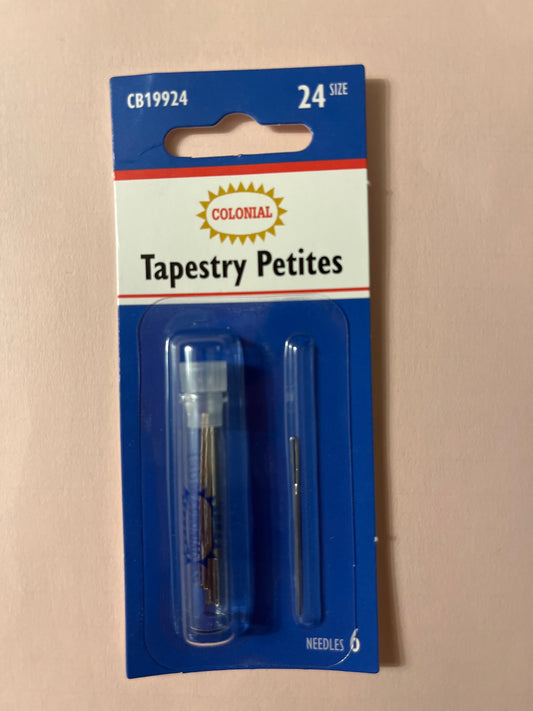 CB19924
24 SIZE
COLONIAL
Tapestry Petites
NEEDLES 6